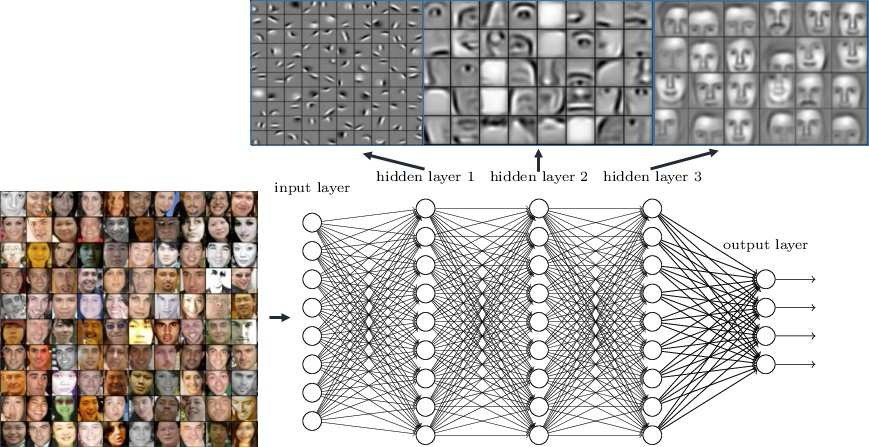 hidden layer 1
hidden layer 2
hidden layer 3
input layer
output layer